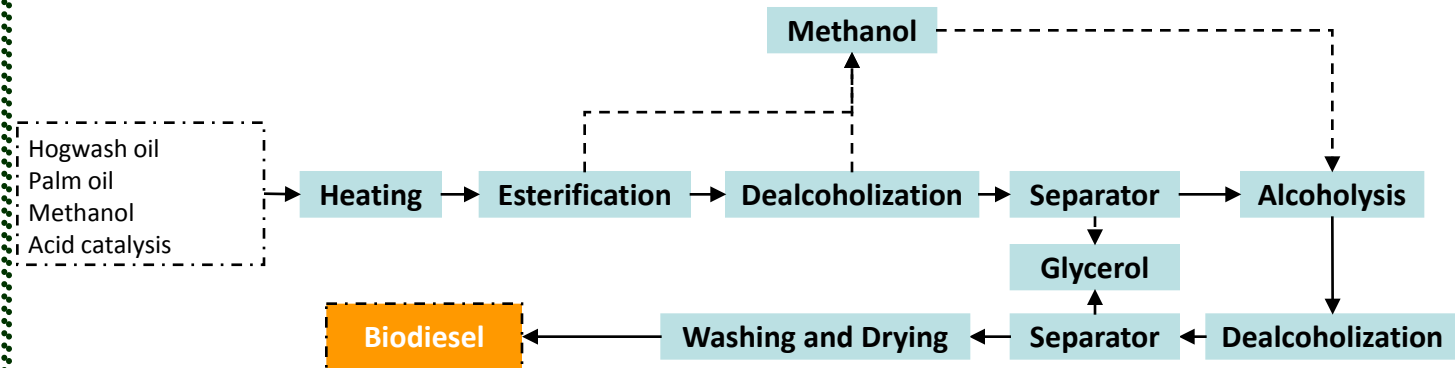 Methanol
Hogwash oil
Palm oil
Methanol
Acid catalysis
Heating
Esterification
Dealcoholization
Separator
Alcoholysis
Glycerol
Biodiesel
Washing and Drying
Separator
Dealcoholization